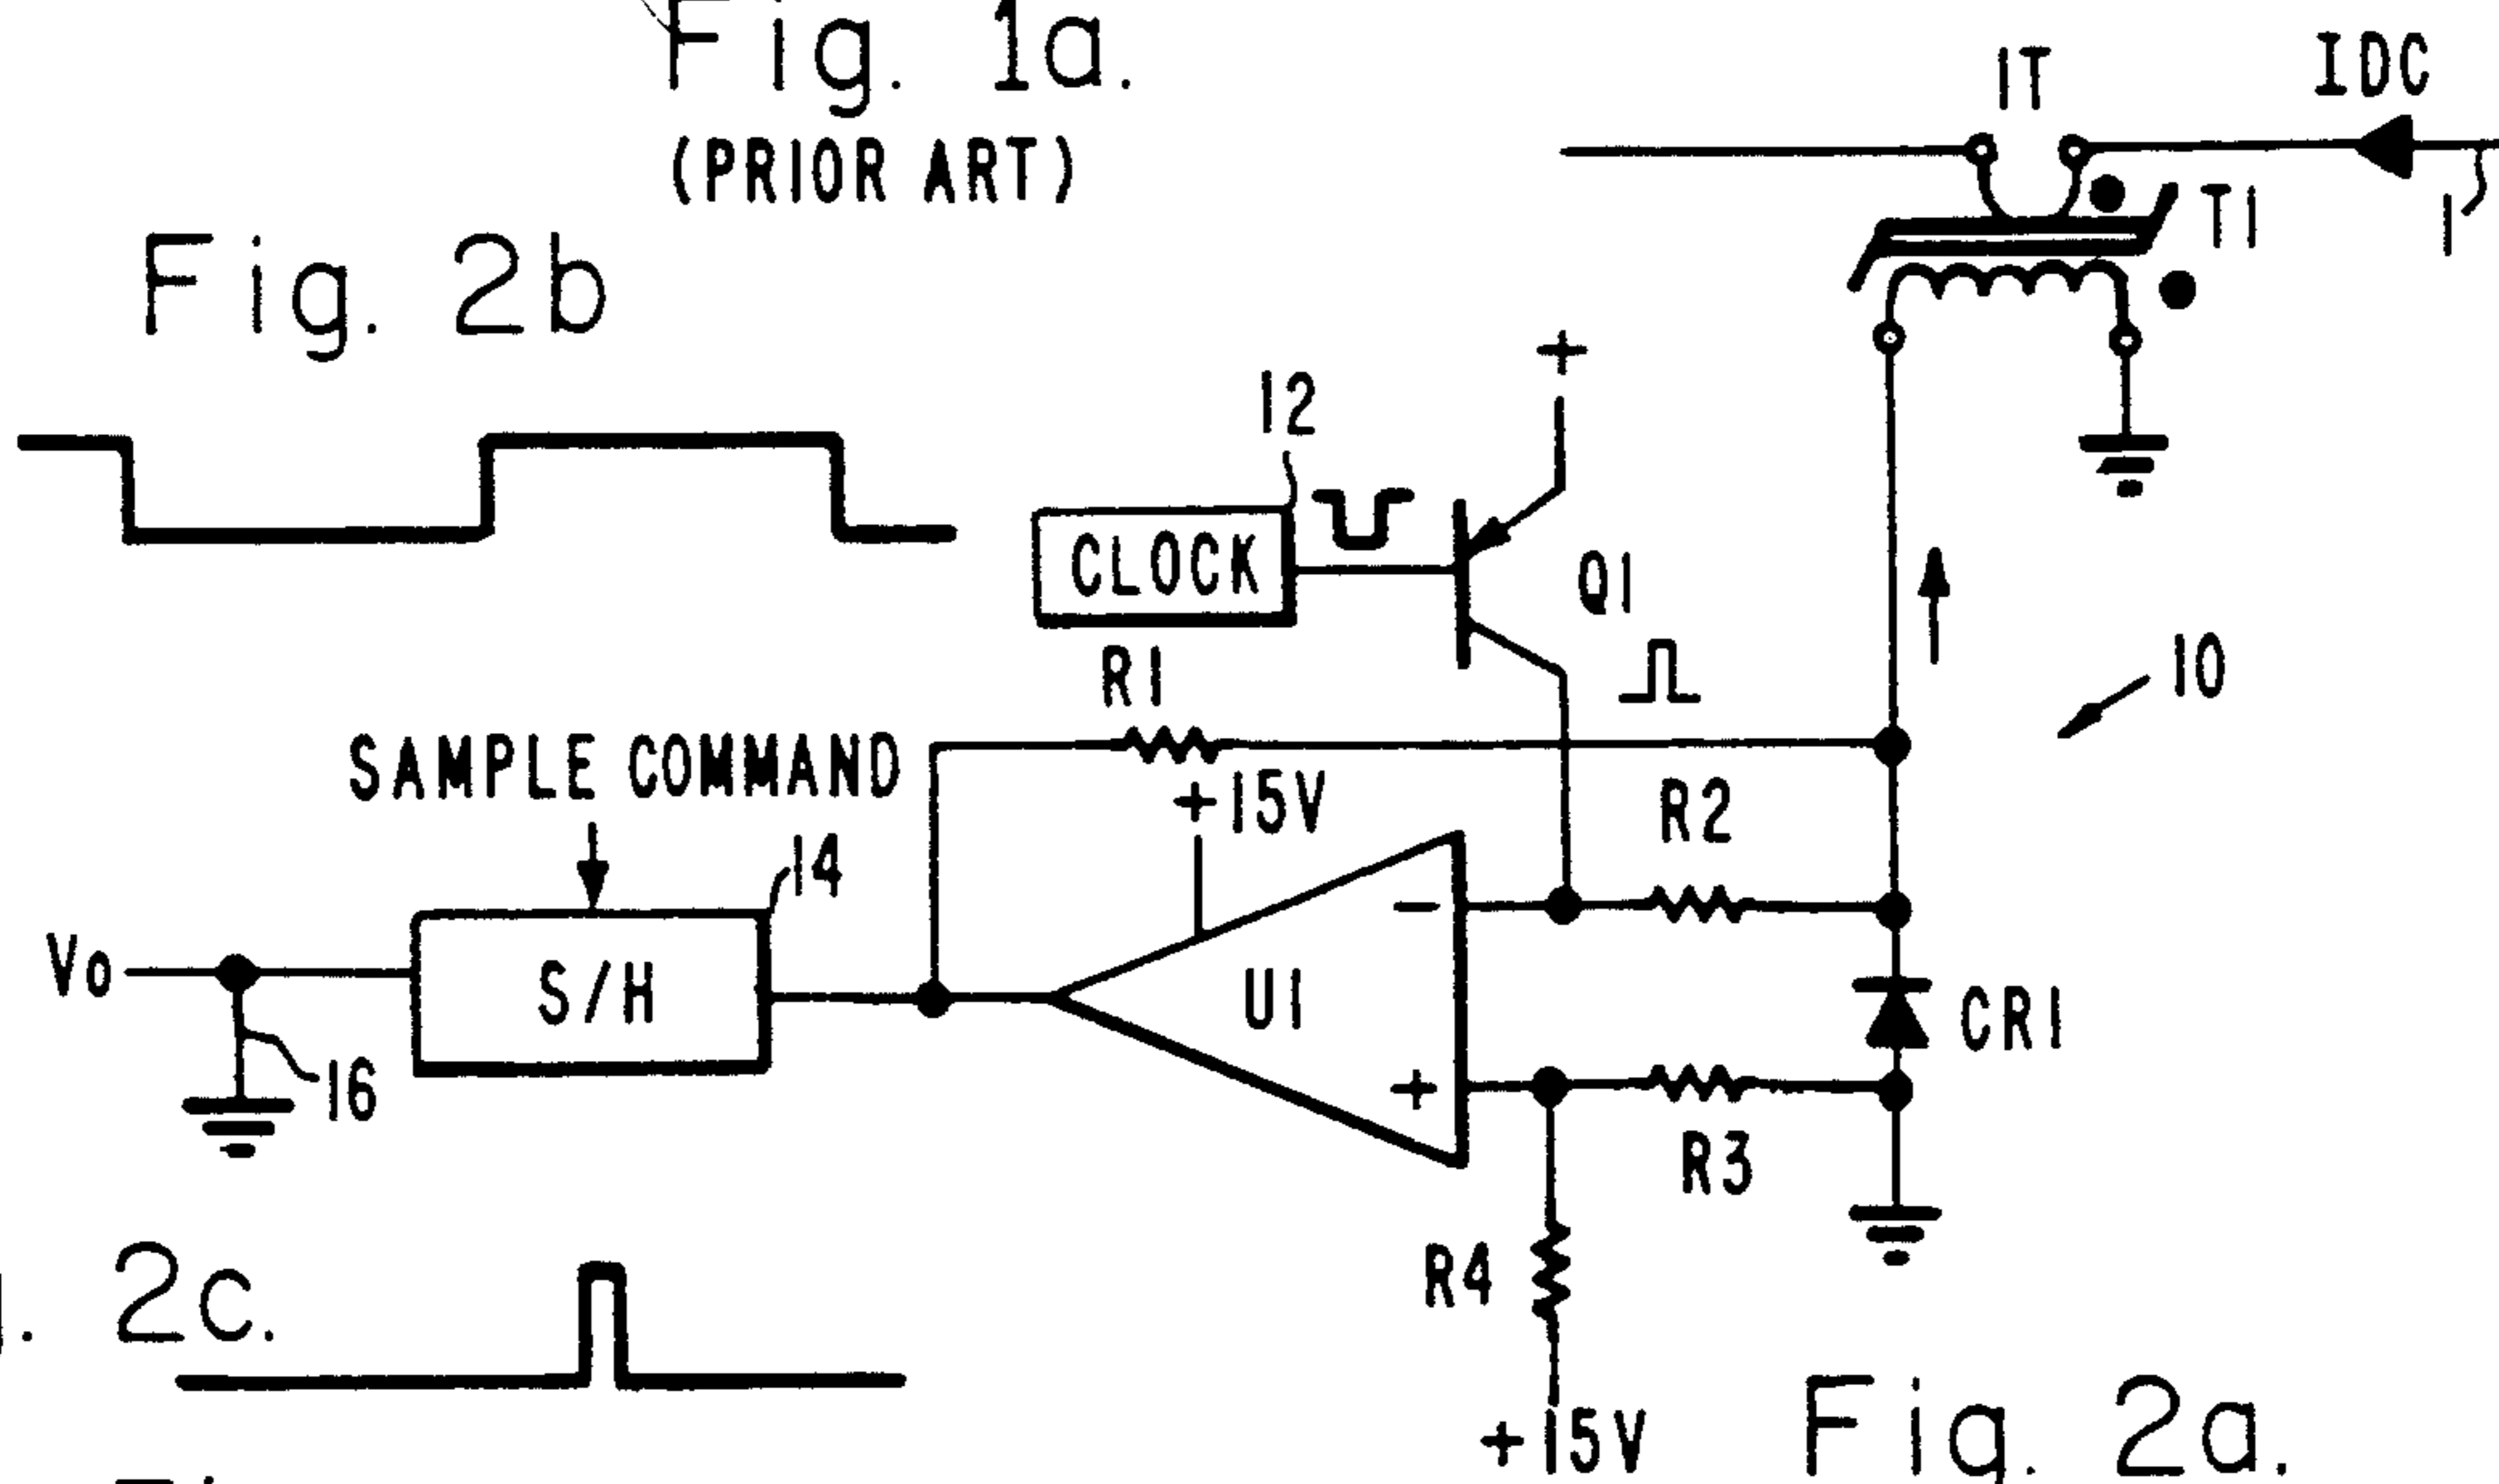 Fig. 1a.
(PRIOR ART)
1T
IDC
T1
1
Fig. 2b
+
12
CLOCK
Q1
R1
10
SAMPLE COMMAND
+15V
R2
14
Vo
S/H
U1
−
+
CR1
16
R3
R4
2c.
+15V
Fig. 2a.